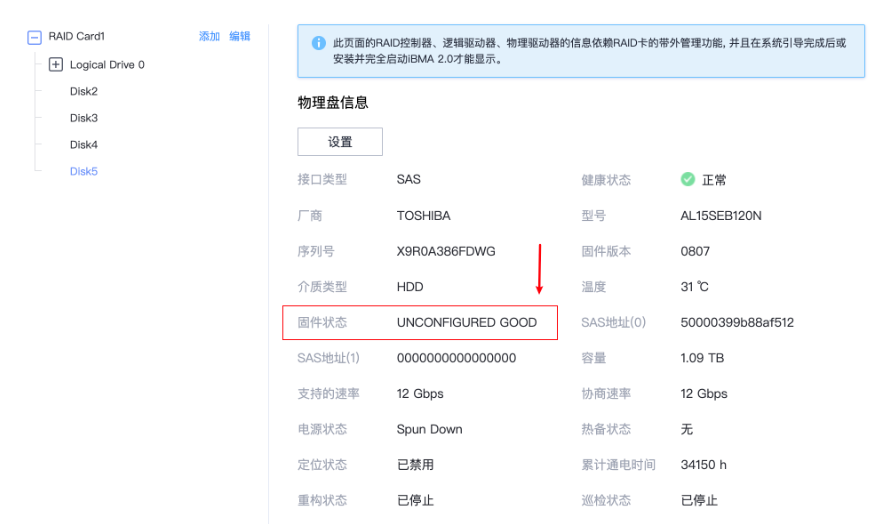 RAID Card1 添加 编辑
Logical Drive 0
Disk2
Disk3
Disk4
Disk5
此页面的RAID控制器、逻辑驱动器、物理驱动器的信息依赖RAID卡的带外管理功能, 并且在系统引导完成后或
安装并完全启动iBMA 2.0才能显示。
物理盘信息
设置
接口类型 SAS 健康状态 正常
厂商 TOSHIBA 型号 AL15SEB120N
序列号 X9R0A386FDWG 固件版本 0807
介质类型 HDD 温度 31 ℃
固件状态 UNCONFIGURED GOOD SAS地址(0) 50000399b88af512
SAS地址(1) 0000000000000000 容量 1.09 TB
支持的速率 12 Gbps 协商速率 12 Gbps
电源状态 Spun Down 热备状态 无
定位状态 已禁用 累计通电时间 34150 h
重构状态 已停止 巡检状态 已停止